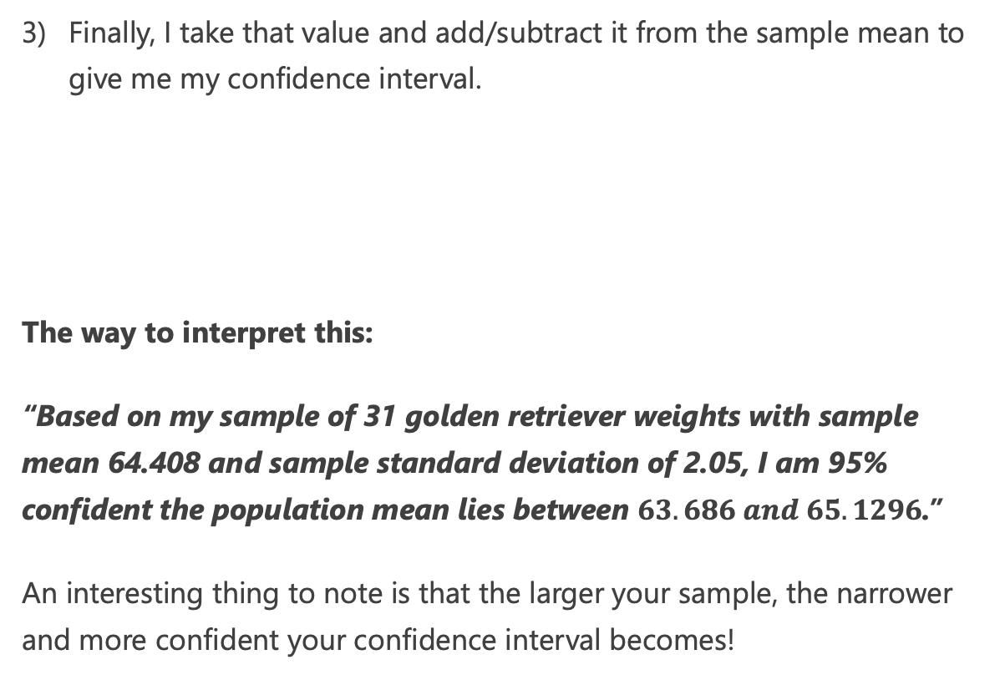 3) Finally, I take that value and add/subtract it from the sample mean to
give me my confidence interval.
The way to interpret this:
“Based on my sample of 31 golden retriever weights with sample
mean 64.408 and sample standard deviation of 2.05, I am 95%
confident the population mean lies between 63.686 and 65.1296.”
An interesting thing to note is that the larger your sample, the narrower
and more confident your confidence interval becomes!